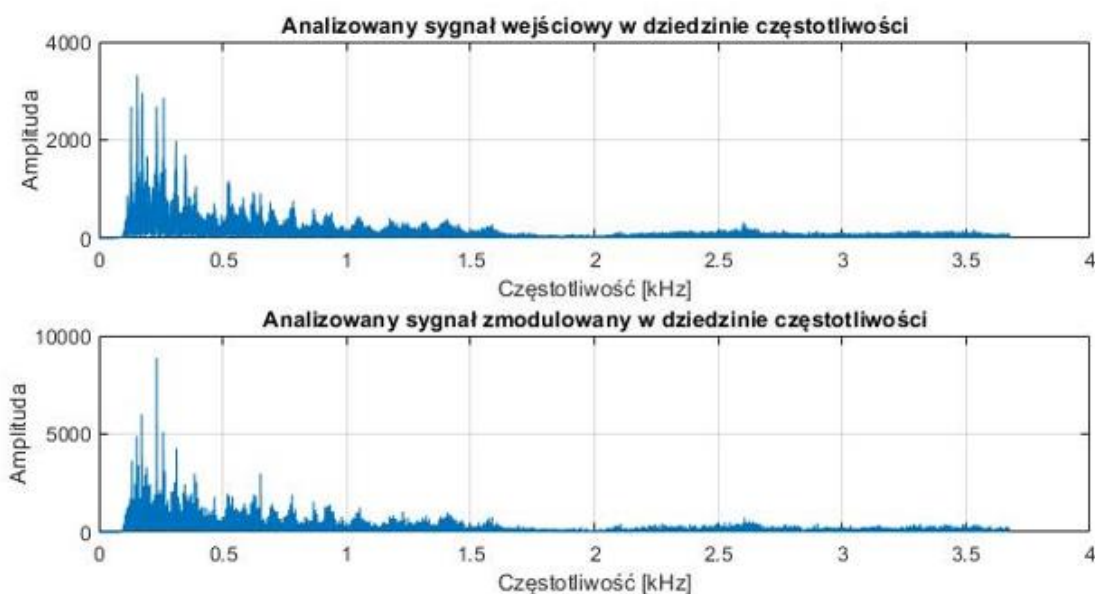 Analizowany sygnał wejściowy w dziedzinie częstotliwości
4000
2000
0
Amplituda
0 0.5 1 1.5 2 2.5 3 3.5 4
Częstotliwość [kHz]
Analizowany sygnał zmodulowany w dziedzinie częstotliwości
10000
5000
0
Amplituda
0 0.5 1 1.5 2 2.5 3 3.5 4
Częstotliwość [kHz]